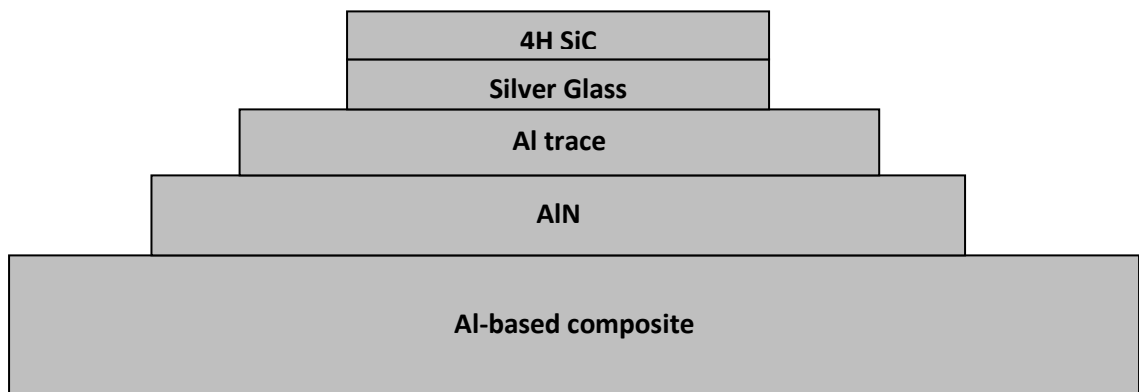 4H SiC
Silver Glass
Al trace
AlN
Al-based composite